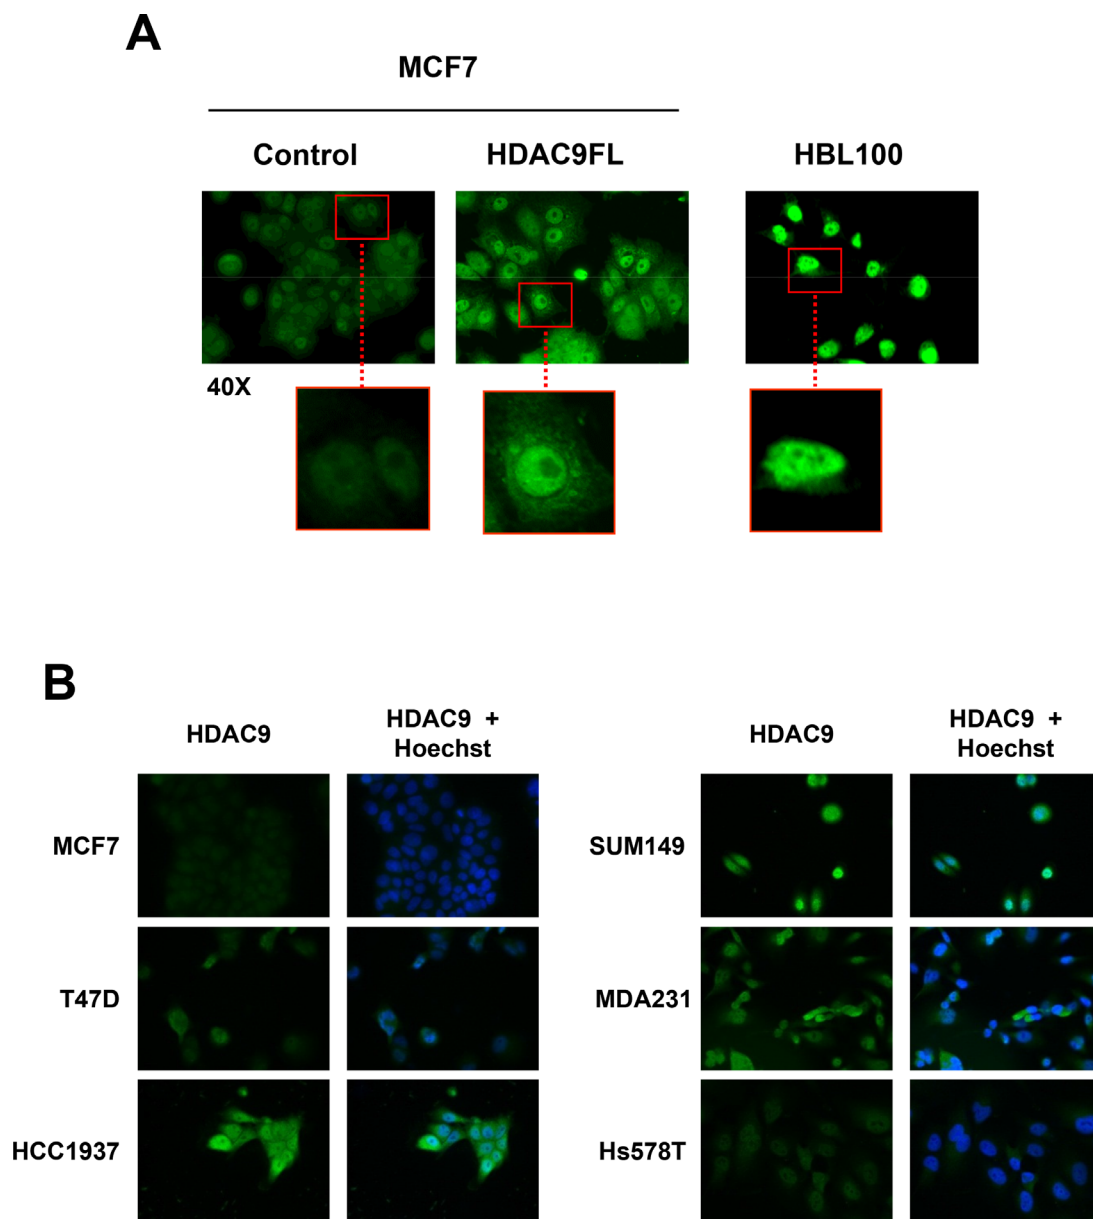 A
MCF7
Control
HDAC9FL
HBL100
40X
B
HDAC9
HDAC9 +
Hoechst
HDAC9
HDAC9 +
Hoechst
MCF7
SUM149
T47D
MDA231
HCC1937
Hs578T